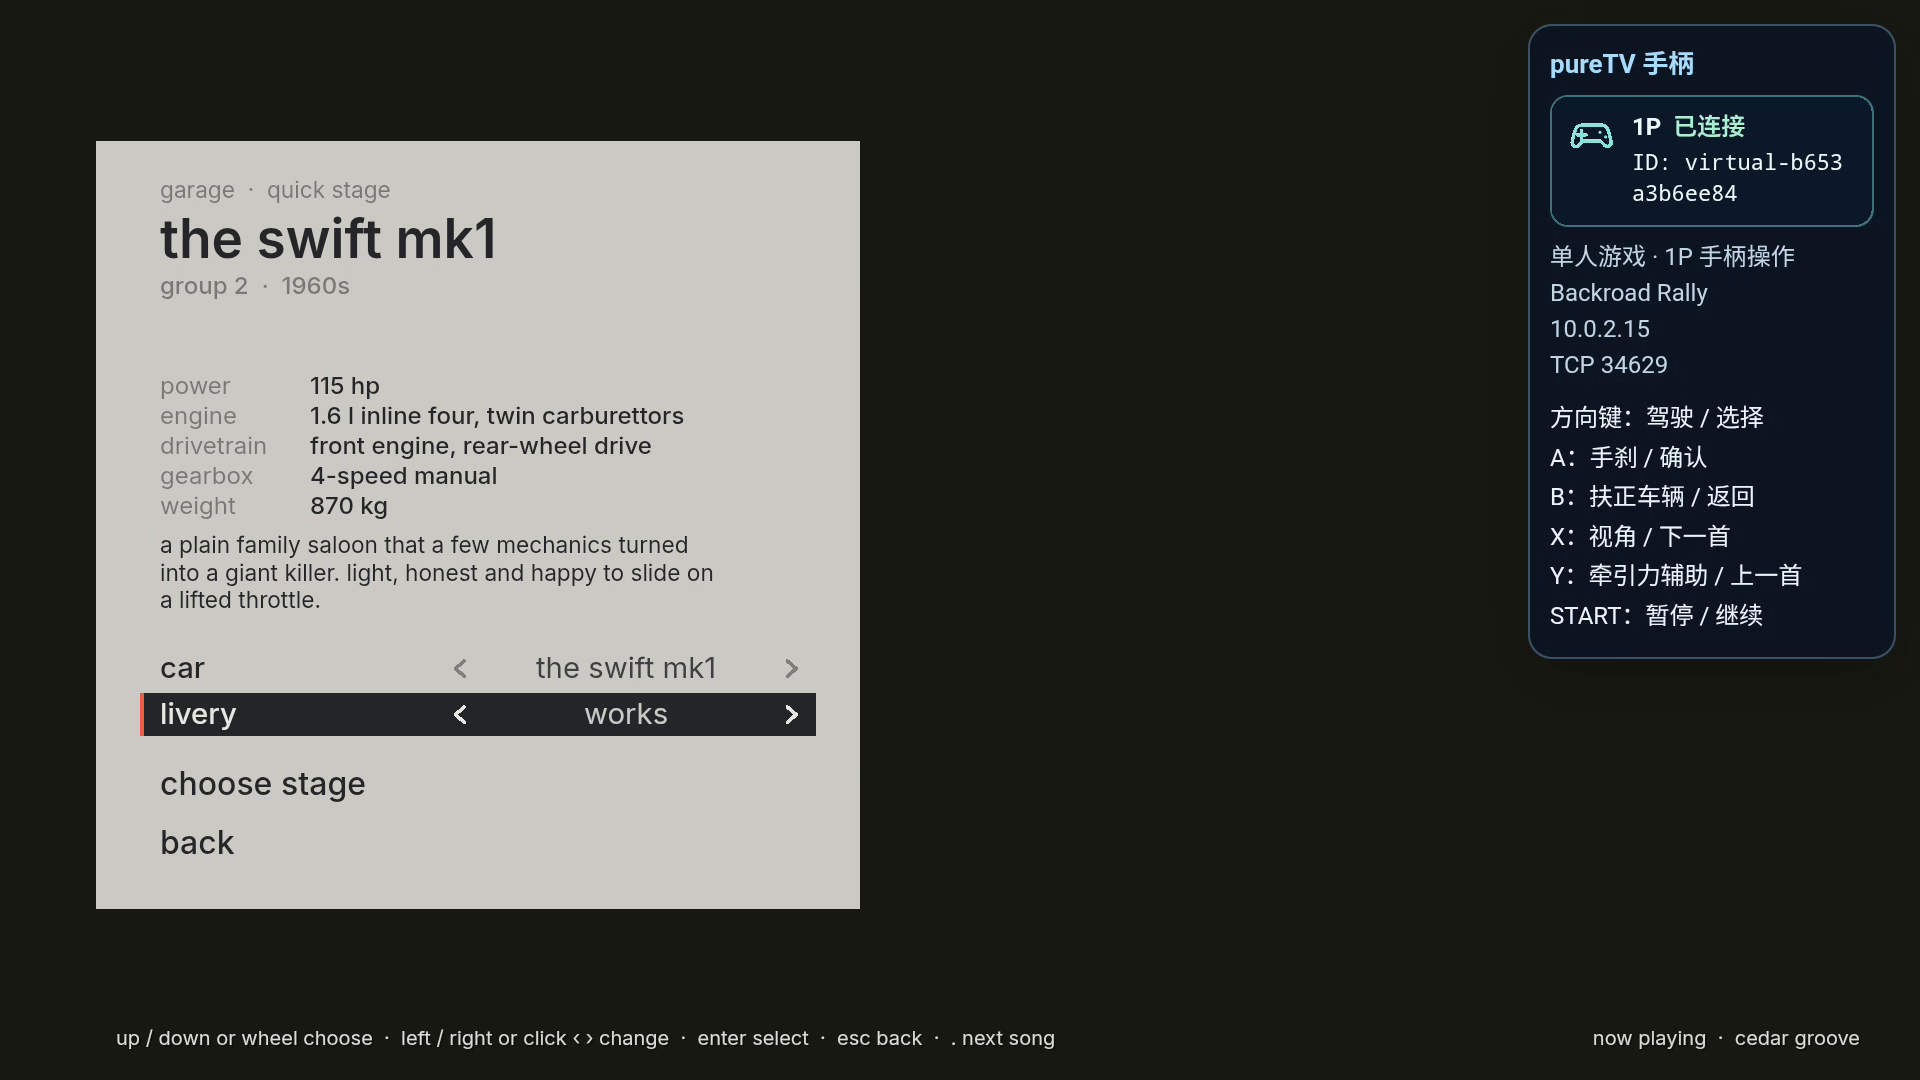 garage · quick stage
the swift mk1
group 2 · 1960s
power 115 hp
engine 1.6 l inline four, twin carburettors
drivetrain front engine, rear-wheel drive
gearbox 4-speed manual
weight 870 kg
a plain family saloon that a few mechanics turned
into a giant killer. light, honest and happy to slide on
a lifted throttle.
car < the swift mk1 >
livery < works >
choose stage
back
up / down or wheel choose · left / right or click ‹ › change · enter select · esc back · . next song
now playing · cedar groove
pureTV 手柄
1P 已连接
ID: virtual-b653
a3b6ee84
单人游戏 · 1P 手柄操作
Backroad Rally
10.0.2.15
TCP 34629
方向键：驾驶 / 选择
A：手刹 / 确认
B：扶正车辆 / 返回
X：视角 / 下一首
Y：牵引力辅助 / 上一首
START：暂停 / 继续